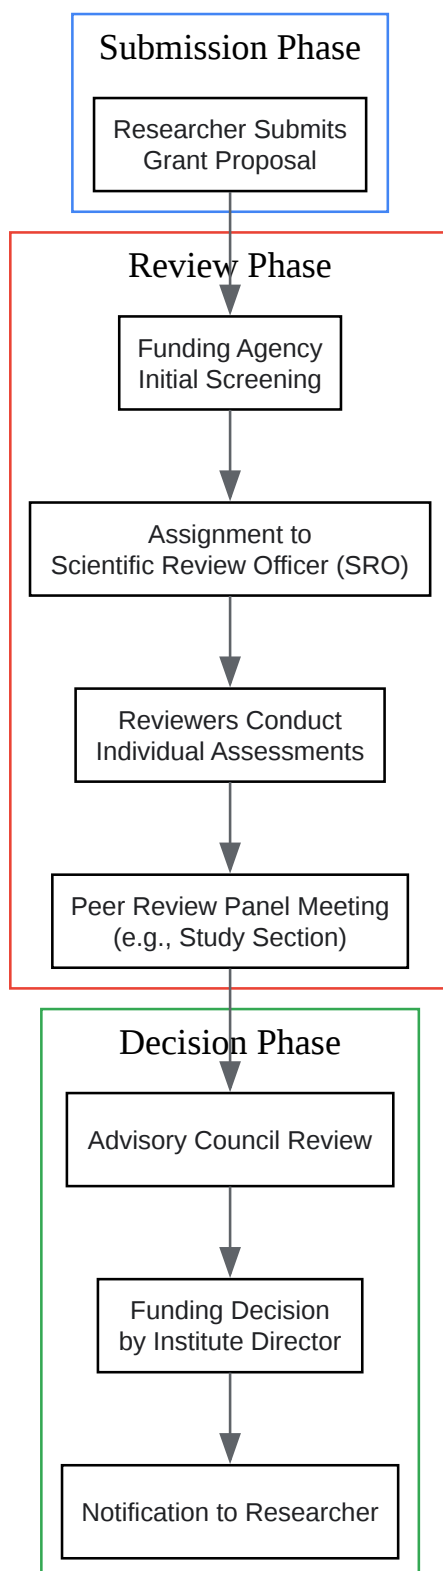 Submission Phase
Researcher Submits
Grant Proposal
Review Phase
Funding Agency
Initial Screening
Assignment to
Scientific Review Officer (SRO)
Reviewers Conduct
Individual Assessments
Peer Review Panel Meeting
(e.g., Study Section)
Decision Phase
Advisory Council Review
Funding Decision
by Institute Director
Notification to Researcher